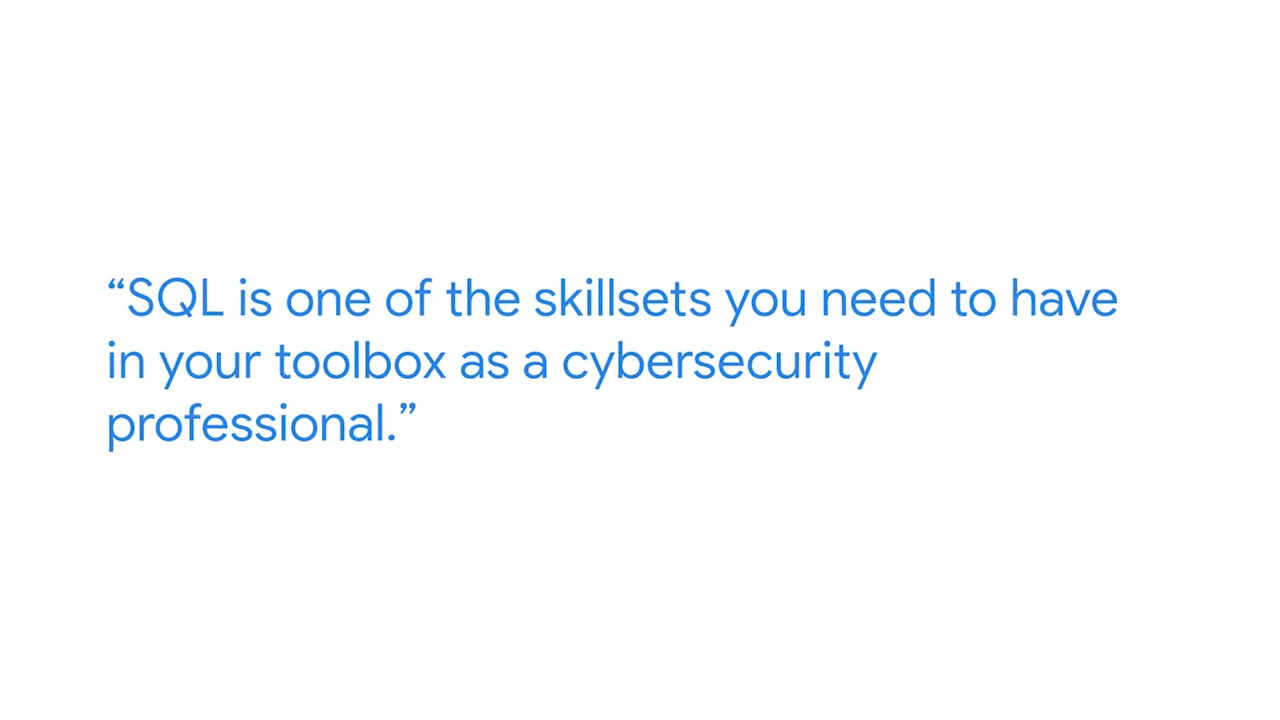 “SQL is one of the skillsets you need to have
in your toolbox as a cybersecurity
professional.”